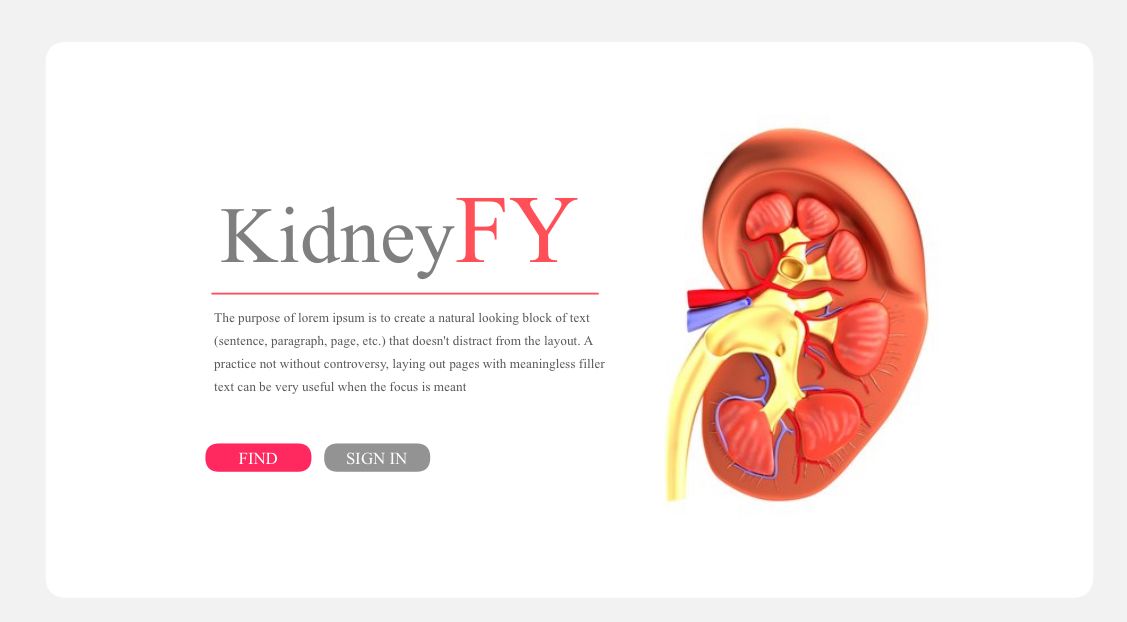 KidneyFY
The purpose of lorem ipsum is to create a natural looking block of text
(sentence, paragraph, page, etc.) that doesn't distract from the layout. A
practice not without controversy, laying out pages with meaningless filler
text can be very useful when the focus is meant
FIND
SIGN IN